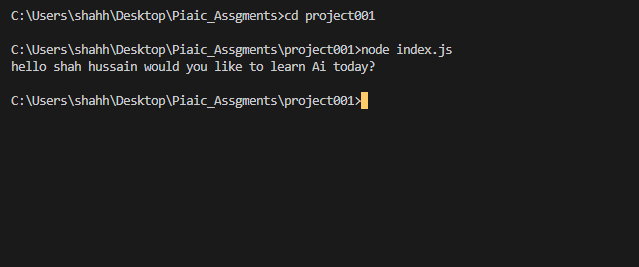 C:\Users\shahh\Desktop\Piaic_Assgments>cd project001
C:\Users\shahh\Desktop\Piaic_Assgments\project001>node index.js
hello shah hussain would you like to learn Ai today?
C:\Users\shahh\Desktop\Piaic_Assgments\project001>